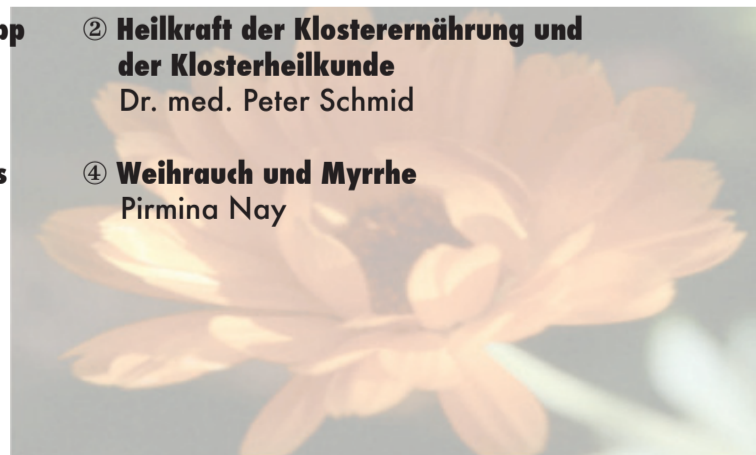 ② Heilkraft der Klosterernährung und
der Klosterheilkunde
Dr. med. Peter Schmid
④ Weihrauch und Myrrhe
Pirmina Nay